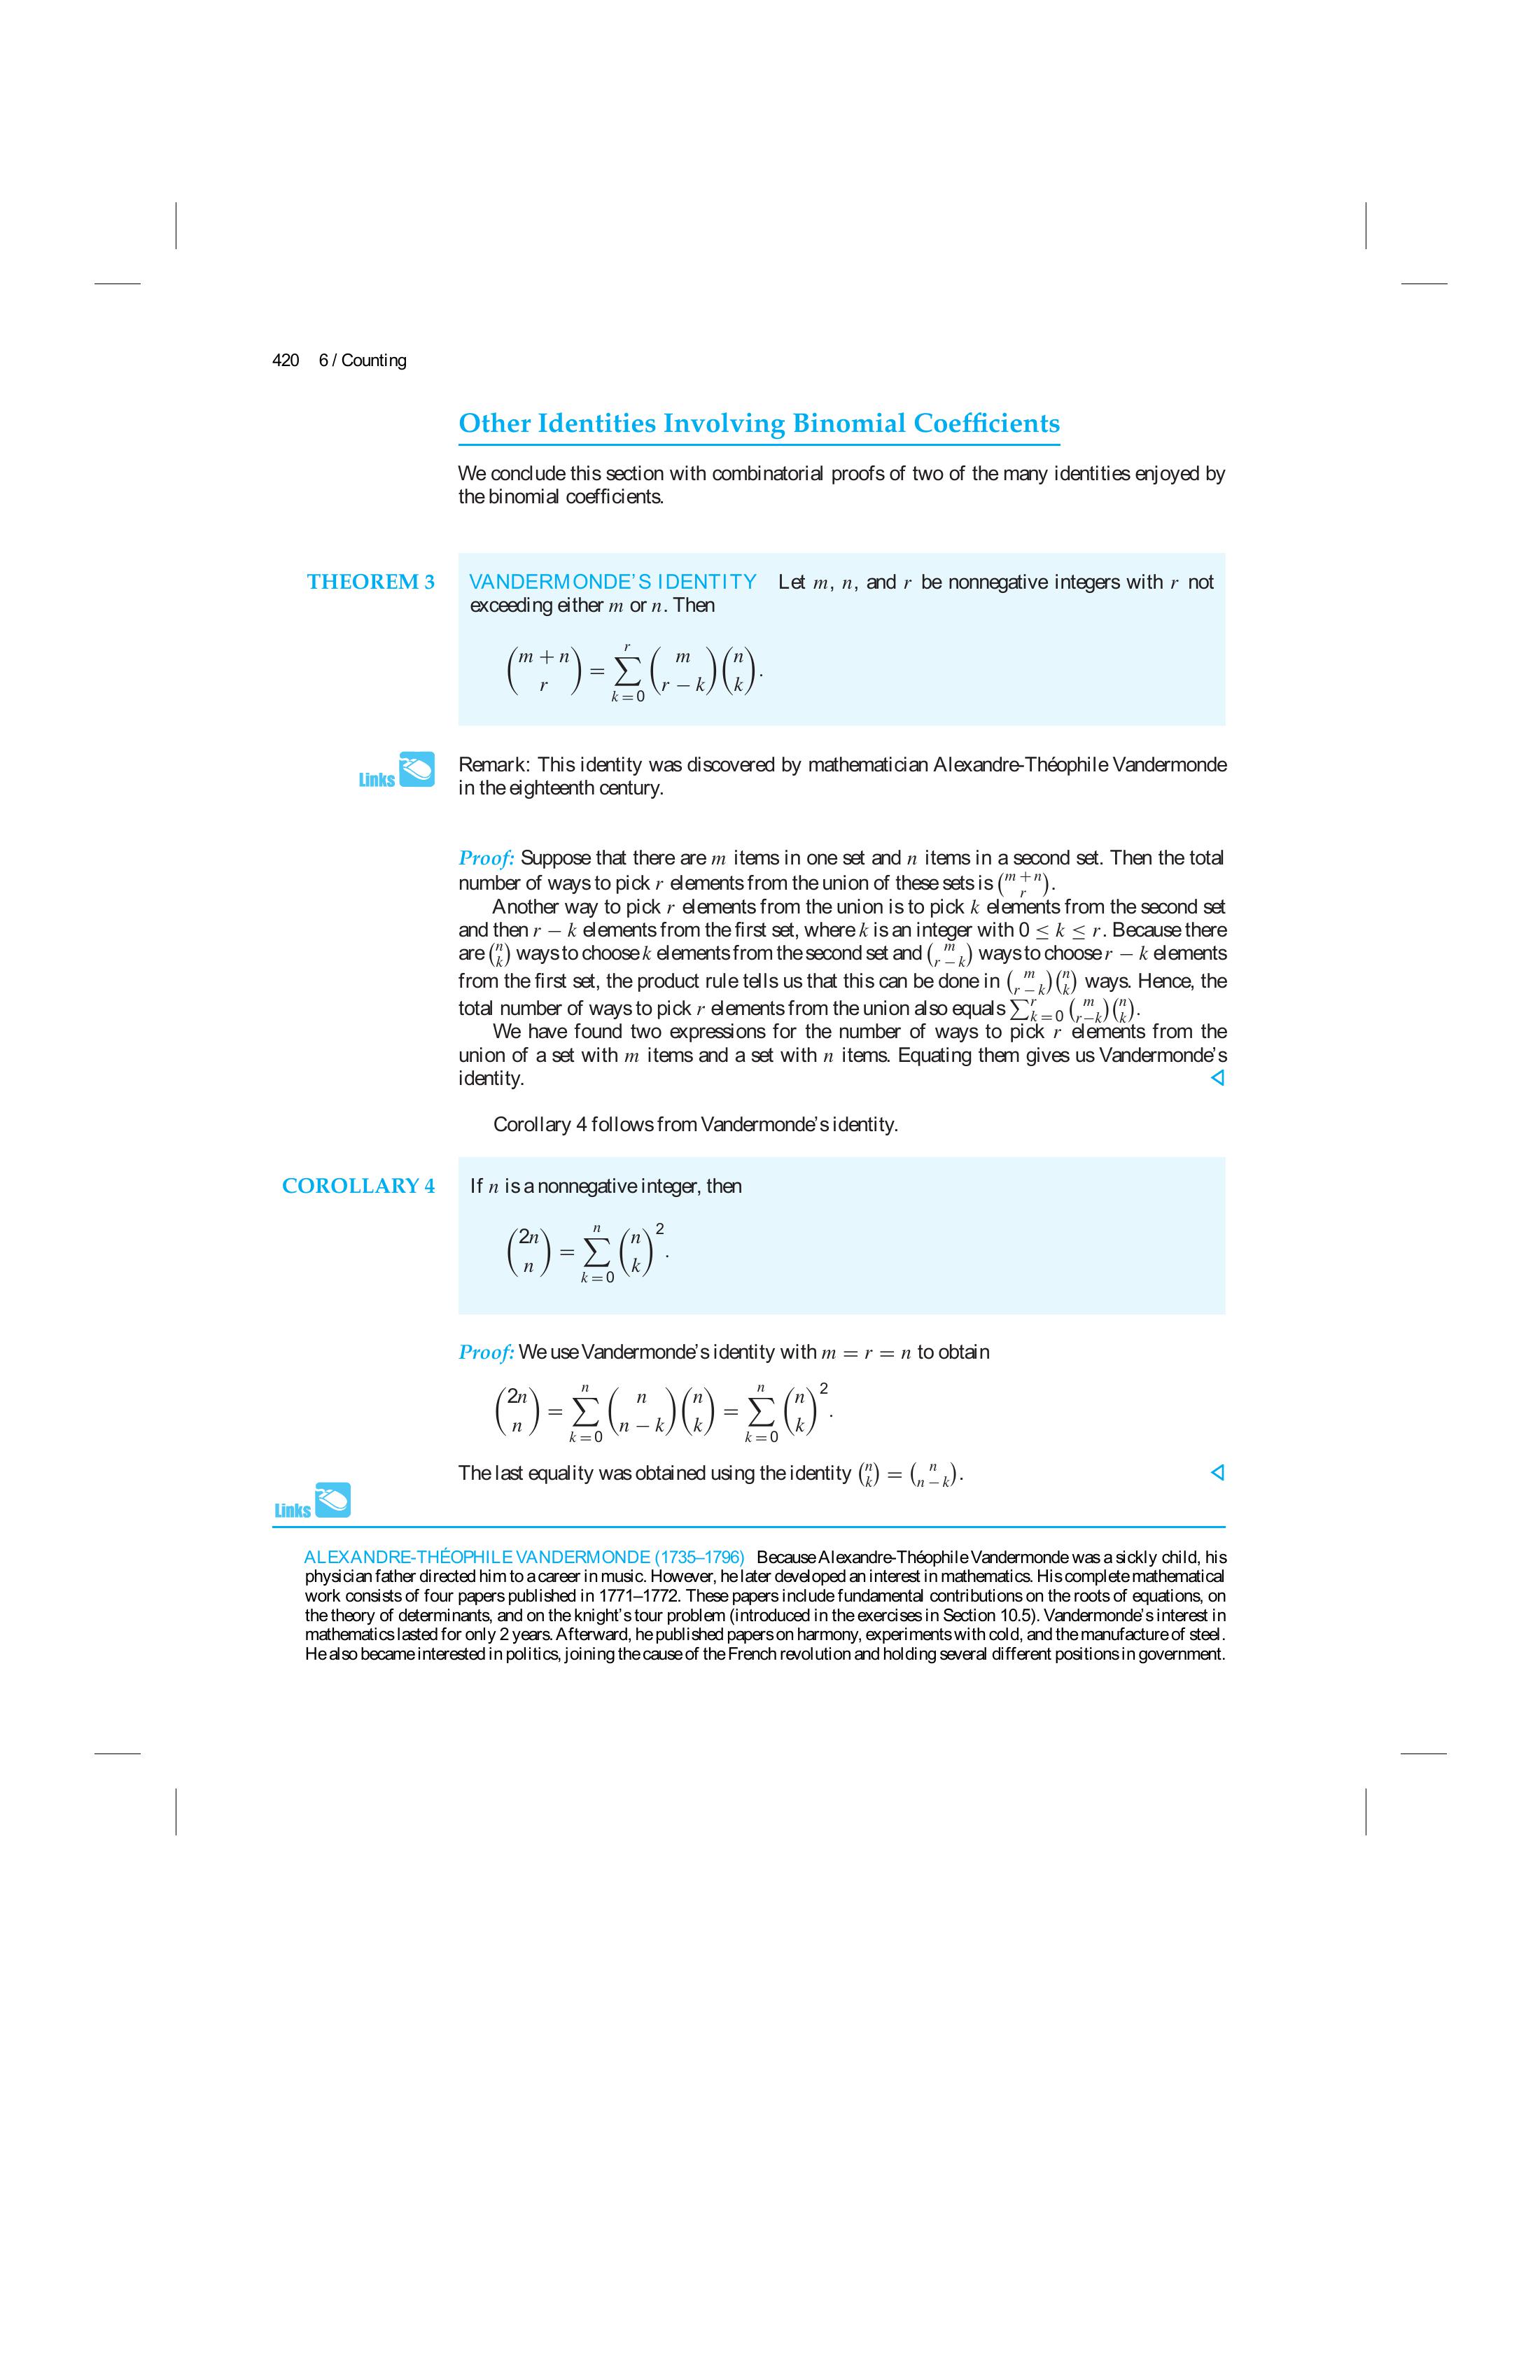 420 6 / Counting
Other Identities Involving Binomial Coefficients
We conclude this section with combinatorial proofs of two of the many identities enjoyed by
the binomial coefficients.
THEOREM 3 VANDERMONDE’S IDENTITY Let m, n, and r be nonnegative integers with r not
exceeding either m or n. Then
\binom{m + n}{r} = \sum_{k=0}^{r} \binom{m}{r − k} \binom{n}{k}.
Links Remark: This identity was discovered by mathematician Alexandre-Théophile Vandermonde
in the eighteenth century.
Proof: Suppose that there are m items in one set and n items in a second set. Then the total
number of ways to pick r elements from the union of these sets is \binom{m + n}{r}.
Another way to pick r elements from the union is to pick k elements from the second set
and then r − k elements from the first set, where k is an integer with 0 ≤ k ≤ r. Because there
are \binom{n}{k} ways to choose k elements from the second set and \binom{m}{r − k} ways to choose r − k elements
from the first set, the product rule tells us that this can be done in \binom{m}{r − k} \binom{n}{k} ways. Hence, the
total number of ways to pick r elements from the union also equals \sum_{k=0}^{r} \binom{m}{r−k} \binom{n}{k}.
We have found two expressions for the number of ways to pick r elements from the
union of a set with m items and a set with n items. Equating them gives us Vandermonde’s
identity. ◁
Corollary 4 follows from Vandermonde’s identity.
COROLLARY 4 If n is a nonnegative integer, then
\binom{2n}{n} = \sum_{k=0}^{n} \binom{n}{k}^2.
Proof: We use Vandermonde’s identity with m = r = n to obtain
\binom{2n}{n} = \sum_{k=0}^{n} \binom{n}{n − k} \binom{n}{k} = \sum_{k=0}^{n} \binom{n}{k}^2.
The last equality was obtained using the identity \binom{n}{k} = \binom{n}{n − k}. ◁
Links
ALEXANDRE-THÉOPHILE VANDERMONDE (1735–1796) Because Alexandre-Théophile Vandermonde was a sickly child, his
physician father directed him to a career in music. However, he later developed an interest in mathematics. His complete mathematical
work consists of four papers published in 1771–1772. These papers include fundamental contributions on the roots of equations, on
the theory of determinants, and on the knight’s tour problem (introduced in the exercises in Section 10.5). Vandermonde’s interest in
mathematics lasted for only 2 years. Afterward, he published papers on harmony, experiments with cold, and the manufacture of steel.
He also became interested in politics, joining the cause of the French revolution and holding several different positions in government.